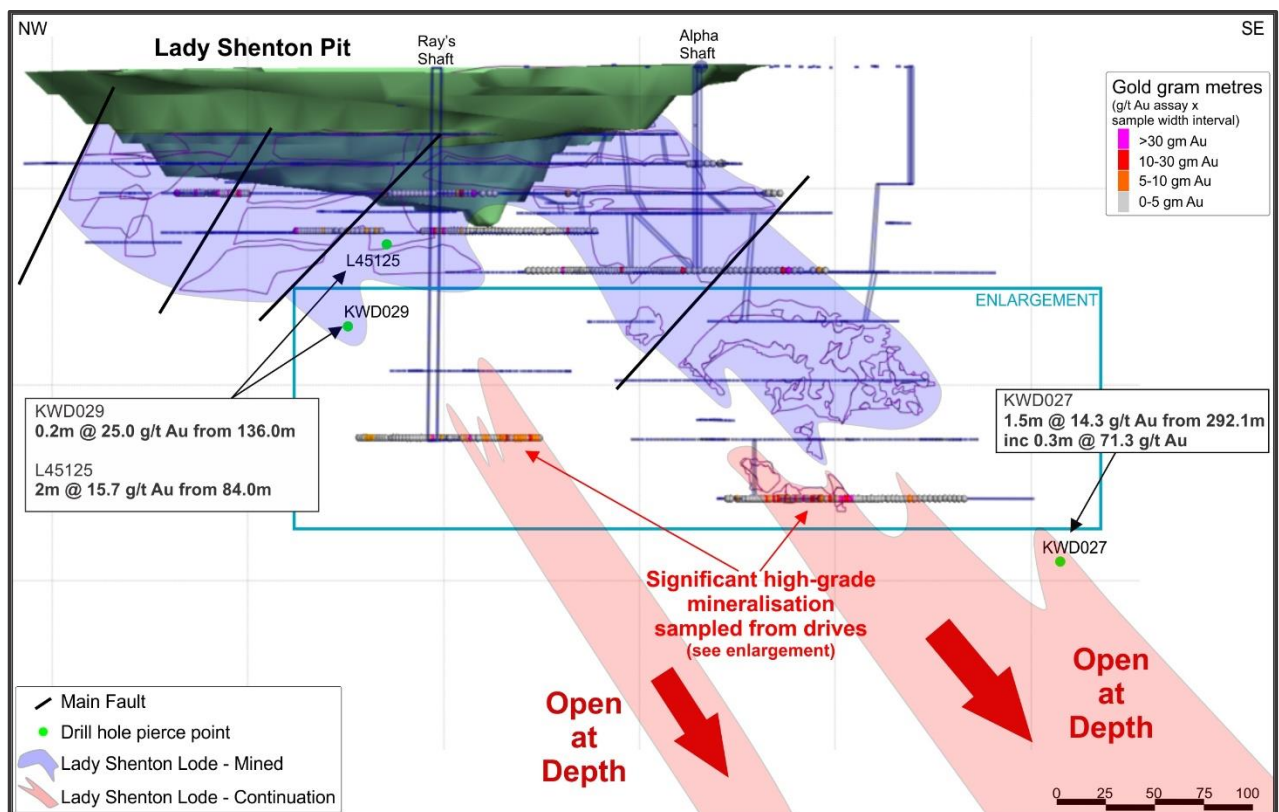 NW
SE
Lady Shenton Pit
Ray's
Shaft
Alpha
Shaft
Gold gram metres
(g/t Au assay x
sample width interval)
>30 gm Au
10-30 gm Au
5-10 gm Au
0-5 gm Au
L45125
KWD029
ENLARGEMENT
KWD029
0.2m @ 25.0 g/t Au from 136.0m
L45125
2m @ 15.7 g/t Au from 84.0m
KWD027
1.5m @ 14.3 g/t Au from 292.1m
inc 0.3m @ 71.3 g/t Au
KWD027
Significant high-grade
mineralisation
sampled from drives
(see enlargement)
Open
at
Depth
Open
at
Depth
Main Fault
Drill hole pierce point
Lady Shenton Lode - Mined
Lady Shenton Lode - Continuation
0 25 50 75 100